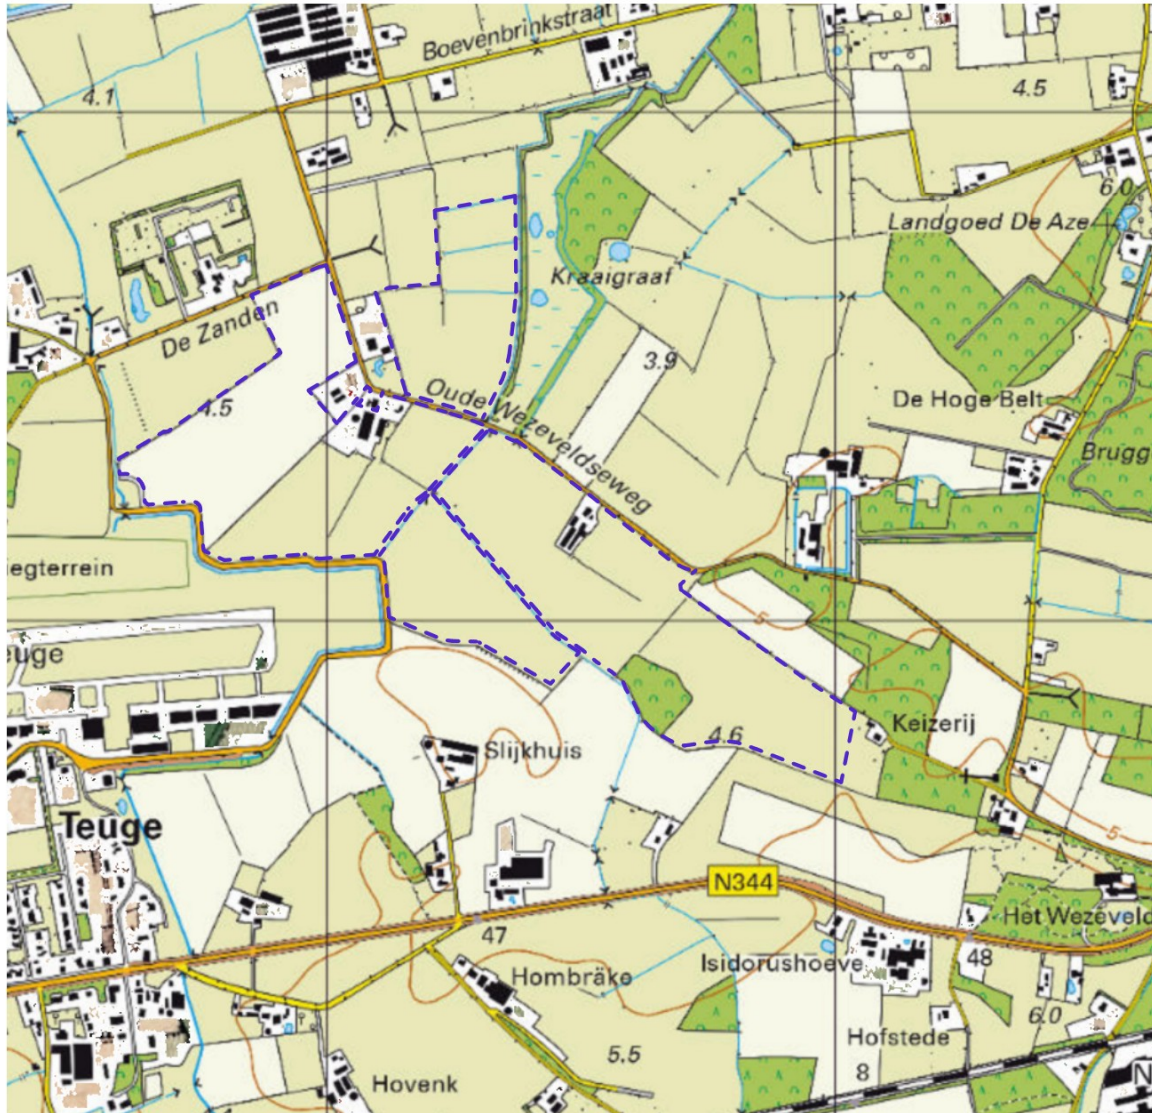 Boevenbrinkstraat
4.1
4.5
6.0
Landgoed De Aze
Kraaigraaf
De Zanden
3.9
4.5
Oude Wezeveldseweg
De Hoge Belt
Brugg
egterrein
5
euge
4.6
Keizerij
Slijkhuis
Teuge
5
N344
Het Wezeveld
47
Isidorushoeve
48
Hombräke
6.0
Hofstede
5.5
8
Hovenk
N